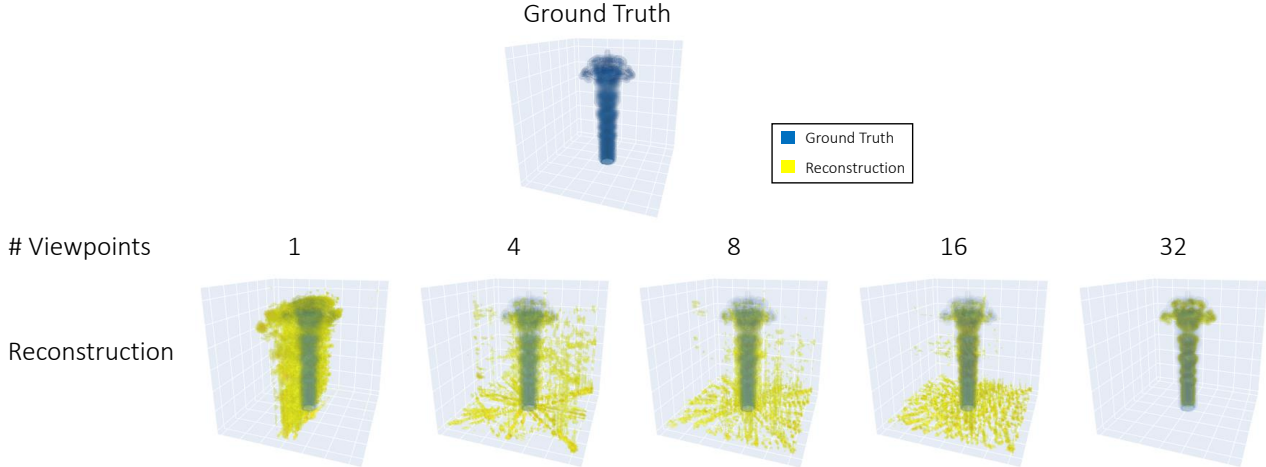 Ground Truth
Ground Truth
Reconstruction
# Viewpoints 1 4 8 16 32
Reconstruction